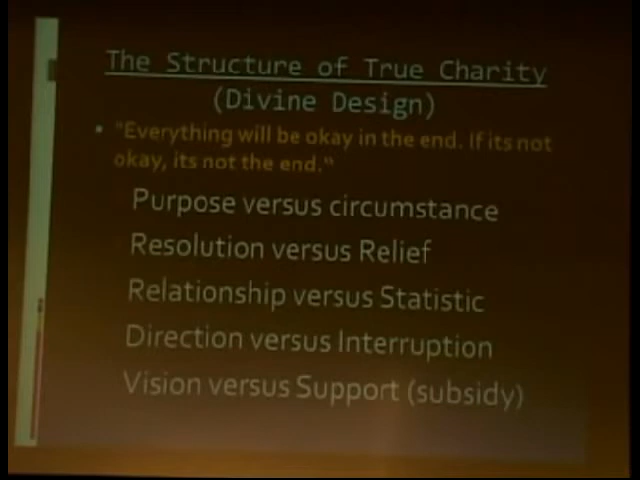 The Structure of True Charity
(Divine Design)
"Everything will be okay in the end. If its not
okay, its not the end."
Purpose versus circumstance
Resolution versus Relief
Relationship versus Statistic
Direction versus Interruption
Vision versus Support (subsidy)